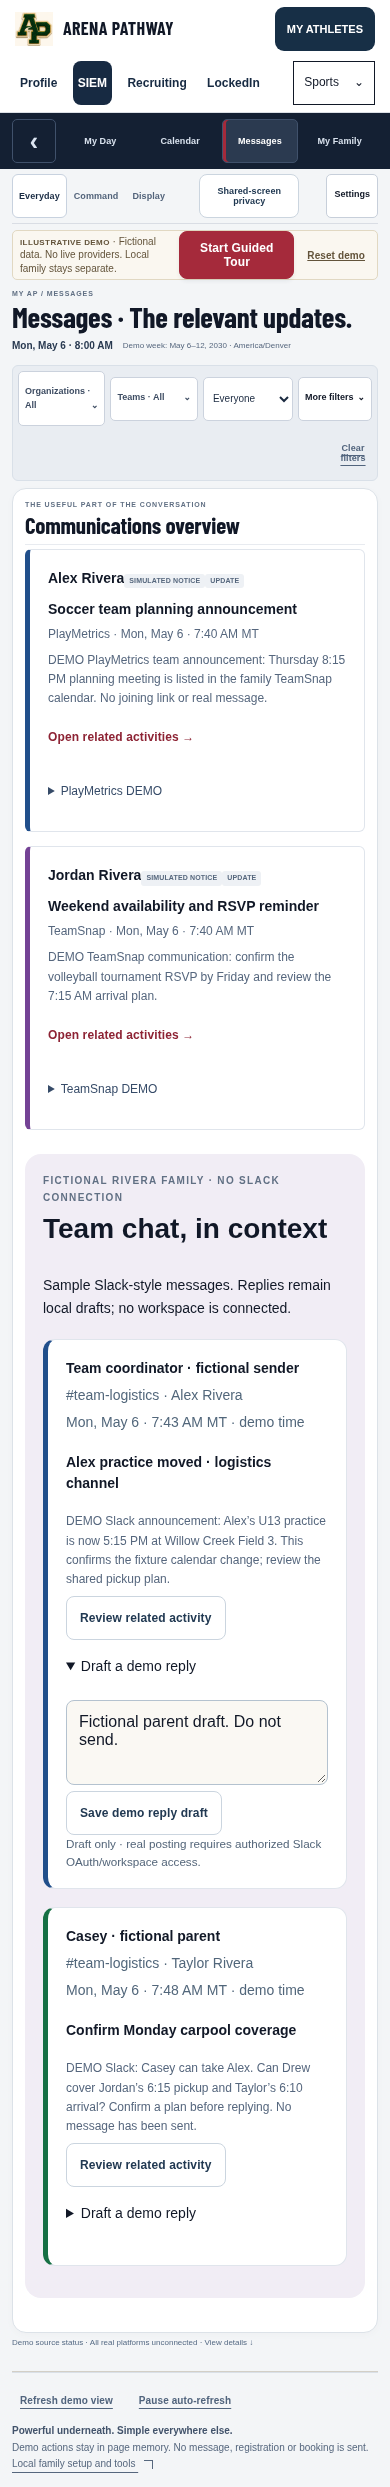 AP ARENA PATHWAY
MY ATHLETES
Profile SIEM Recruiting LockedIn Sports
‹ My Day Calendar Messages My Family
Everyday Command Display Shared-screen privacy Settings
ILLUSTRATIVE DEMO · Fictional
data. No live providers. Local
family stays separate.
Start Guided
Tour
Reset demo
MY AP / MESSAGES
Messages · The relevant updates.
Mon, May 6 · 8:00 AM Demo week: May 6–12, 2030 · America/Denver
Organizations ·
All
Teams · All
Everyone
More filters
Clear
filters
THE USEFUL PART OF THE CONVERSATION
Communications overview
Alex Rivera SIMULATED NOTICE UPDATE
Soccer team planning announcement
PlayMetrics · Mon, May 6 · 7:40 AM MT
DEMO PlayMetrics team announcement: Thursday 8:15
PM planning meeting is listed in the family TeamSnap
calendar. No joining link or real message.
Open related activities →
▶ PlayMetrics DEMO
Jordan Rivera SIMULATED NOTICE UPDATE
Weekend availability and RSVP reminder
TeamSnap · Mon, May 6 · 7:40 AM MT
DEMO TeamSnap communication: confirm the
volleyball tournament RSVP by Friday and review the
7:15 AM arrival plan.
Open related activities →
▶ TeamSnap DEMO
FICTIONAL RIVERA FAMILY · NO SLACK
CONNECTION
Team chat, in context
Sample Slack-style messages. Replies remain
local drafts; no workspace is connected.
Team coordinator · fictional sender
#team-logistics · Alex Rivera
Mon, May 6 · 7:43 AM MT · demo time
Alex practice moved · logistics
channel
DEMO Slack announcement: Alex’s U13 practice
is now 5:15 PM at Willow Creek Field 3. This
confirms the fixture calendar change; review the
shared pickup plan.
Review related activity
▼ Draft a demo reply
Fictional parent draft. Do not
send.
Save demo reply draft
Draft only · real posting requires authorized Slack
OAuth/workspace access.
Casey · fictional parent
#team-logistics · Taylor Rivera
Mon, May 6 · 7:48 AM MT · demo time
Confirm Monday carpool coverage
DEMO Slack: Casey can take Alex. Can Drew
cover Jordan’s 6:15 pickup and Taylor’s 6:10
arrival? Confirm a plan before replying. No
message has been sent.
Review related activity
▶ Draft a demo reply
Demo source status · All real platforms unconnected · View details ↓
Refresh demo view Pause auto-refresh
Powerful underneath. Simple everywhere else.
Demo actions stay in page memory. No message, registration or booking is sent.
Local family setup and tools